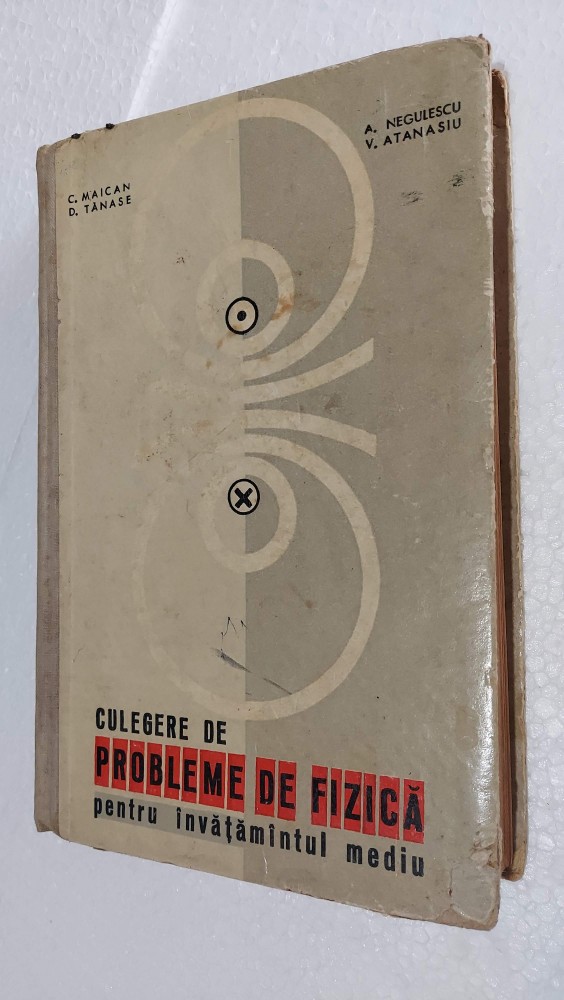 C. MAICAN
D. TĂNASE
A. NEGULESCU
V. ATANASIU
CULEGERE DE
PROBLEME DE FIZICĂ
pentru învățămîntul mediu